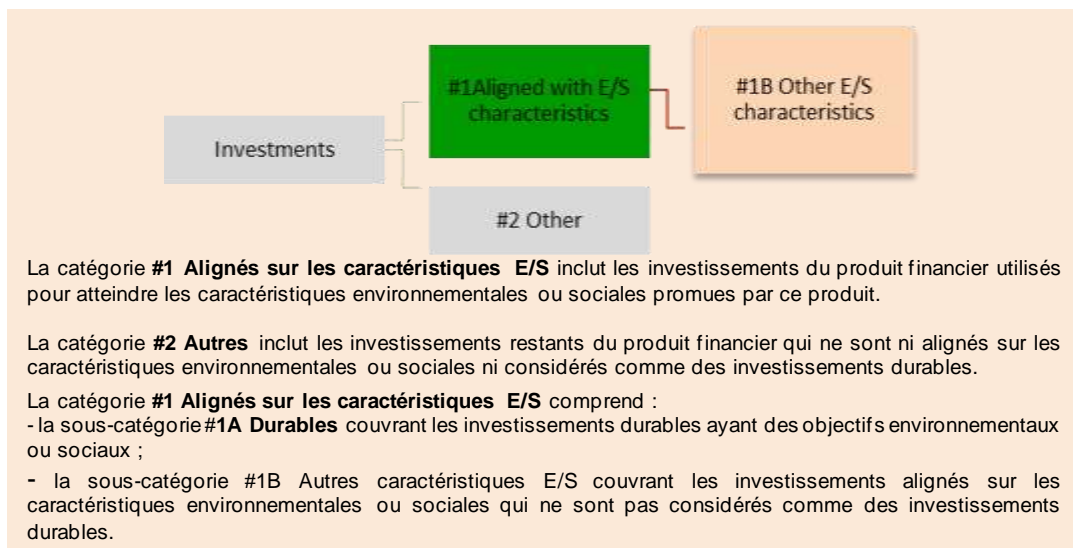 #1Aligned with E/S
characteristics
#1B Other E/S
characteristics
Investments
#2 Other
La catégorie #1 Alignés sur les caractéristiques E/S inclut les investissements du produit financier utilisés
pour atteindre les caractéristiques environnementales ou sociales promues par ce produit.
La catégorie #2 Autres inclut les investissements restants du produit financier qui ne sont ni alignés sur les
caractéristiques environnementales ou sociales ni considérés comme des investissements durables.
La catégorie #1 Alignés sur les caractéristiques E/S comprend :
- la sous-catégorie #1A Durables couvrant les investissements durables ayant des objectifs environnementaux
ou sociaux ;
- la sous-catégorie #1B Autres caractéristiques E/S couvrant les investissements alignés sur les
caractéristiques environnementales ou sociales qui ne sont pas considérés comme des investissements
durables.